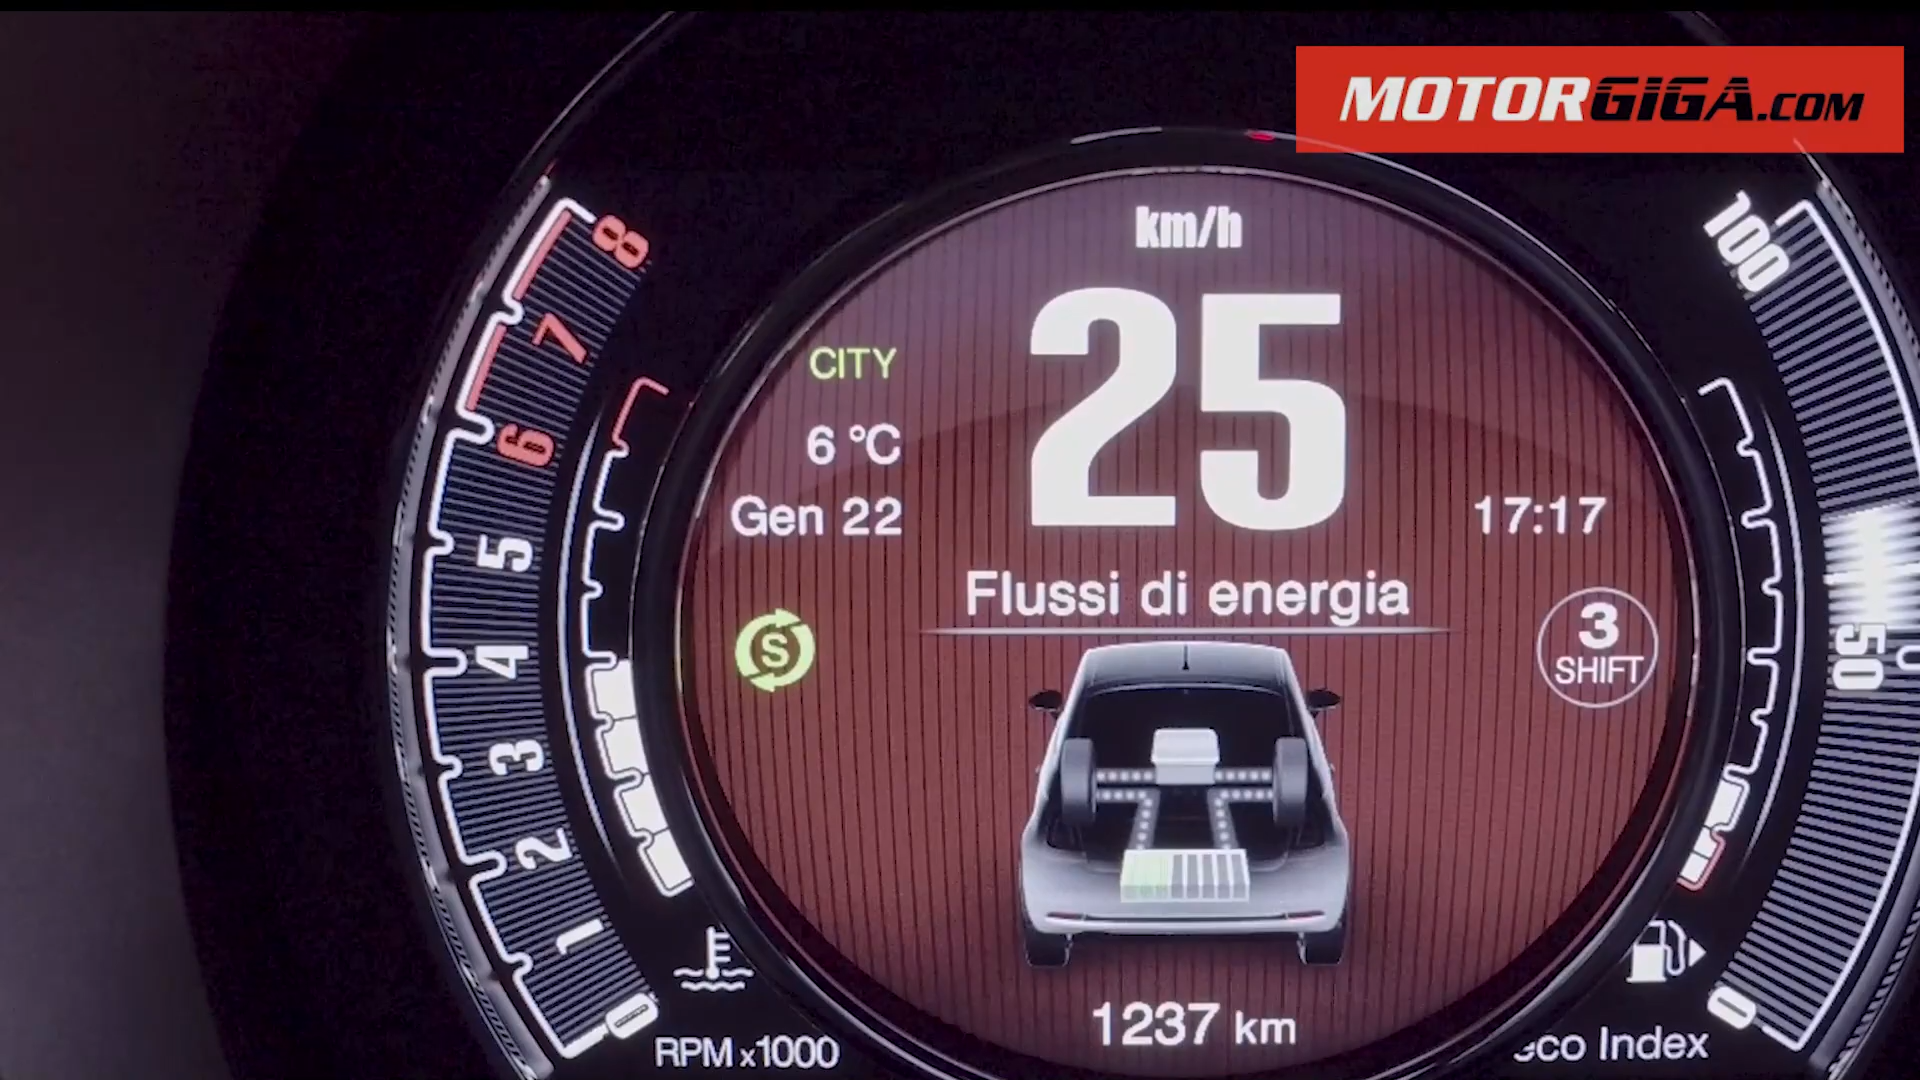 MOTORGIGA.COM
km/h
25
CITY
6 °C
Gen 22
17:17
Flussi di energia
S
3
SHIFT
1237 km
8
7
6
5
4
3
2
1
0
RPM x1000
100
50
0
eco Index